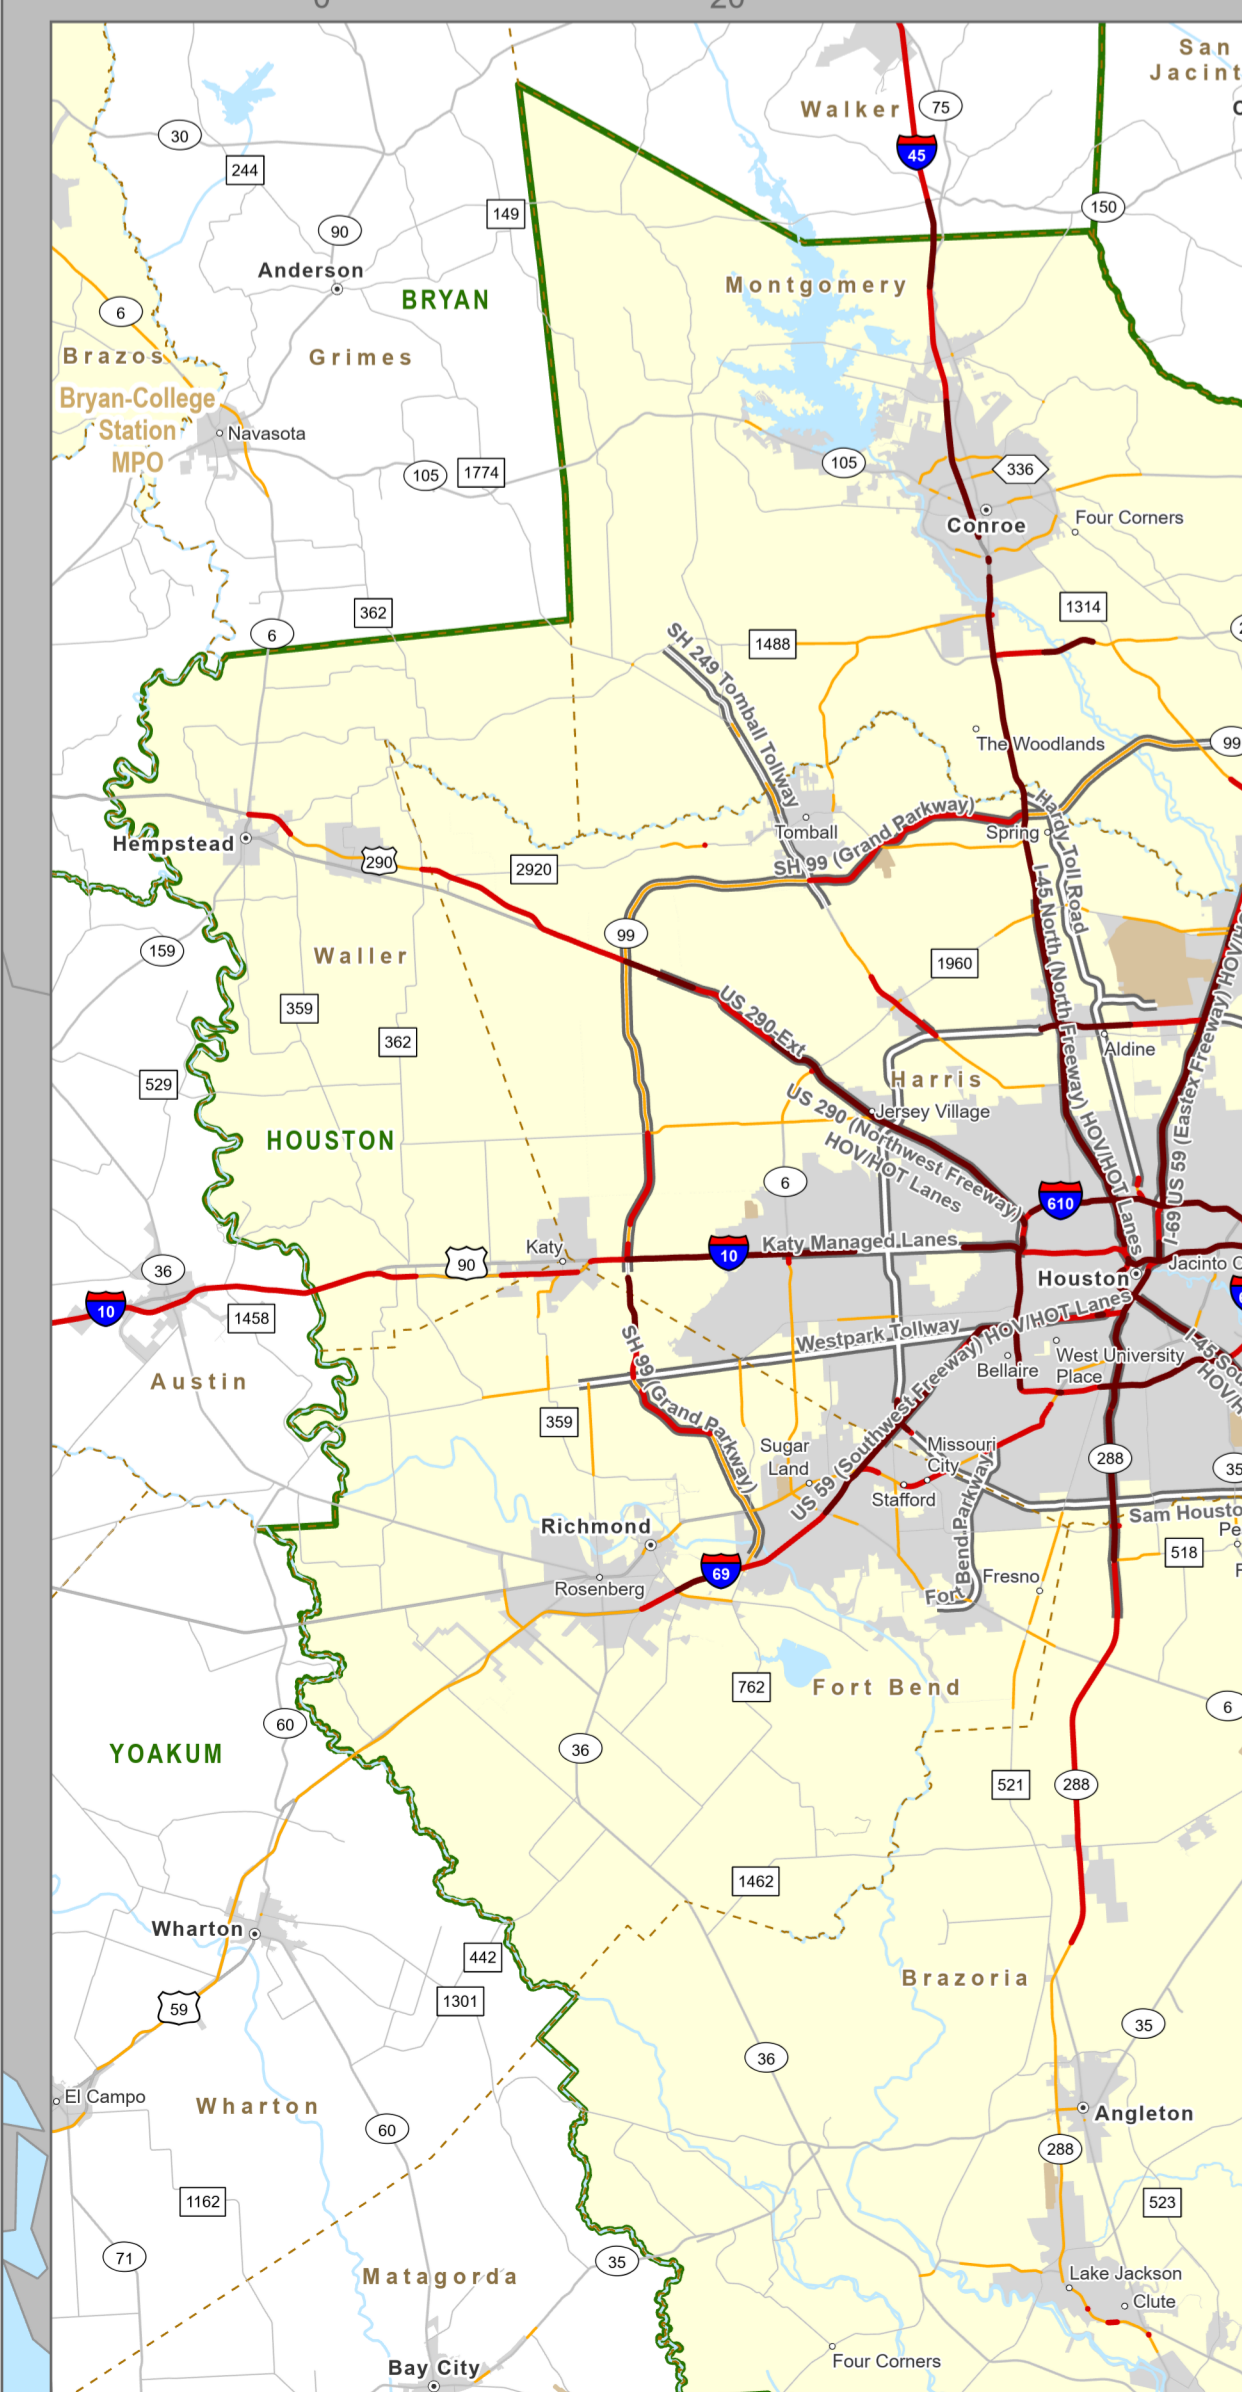 San
Jacint
Walker
75
45
30
244
149
150
90
Anderson
BRYAN
Montgomery
6
Brazos
Grimes
Bryan-College
Station
MPO
Navasota
105
1774
105
336
Conroe
Four Corners
362
1314
6
1488
SH 249 Tomball Tollway
The Woodlands
99
Hardy Toll Road
Tomball
Spring
Hempstead
290
2920
SH 99 (Grand Parkway)
I-45 North (North Freeway) HOV/HOT Lanes
99
159
Waller
1960
359
362
US 290-Ext
Aldine
529
Harris
US 290 (Northwest Freeway)
HOV/HOT Lanes
Jersey Village
HOUSTON
I-69 US 59 (Eastex Freeway) HOV/HO
6
610
Katy
90
10
Katy Managed Lanes
36
Houston
Jacinto C
10
1458
SH 99 (Grand Parkway)
Westpark Tollway
US 59 (Southwest Freeway) HOV/HOT Lanes
I-45 Sou
HOV/H
West University
Place
Bellaire
Austin
359
Sugar
Land
Missouri
City
288
35
Stafford
Sam Housto
Richmond
Pe
518
69
Rosenberg
Fort Bend Parkway
Fresno
762
Fort Bend
60
6
YOAKUM
36
521
288
1462
Wharton
442
1301
Brazoria
59
35
36
El Campo
Wharton
Angleton
60
288
1162
523
71
35
Matagorda
Lake Jackson
Clute
Four Corners
Bay City